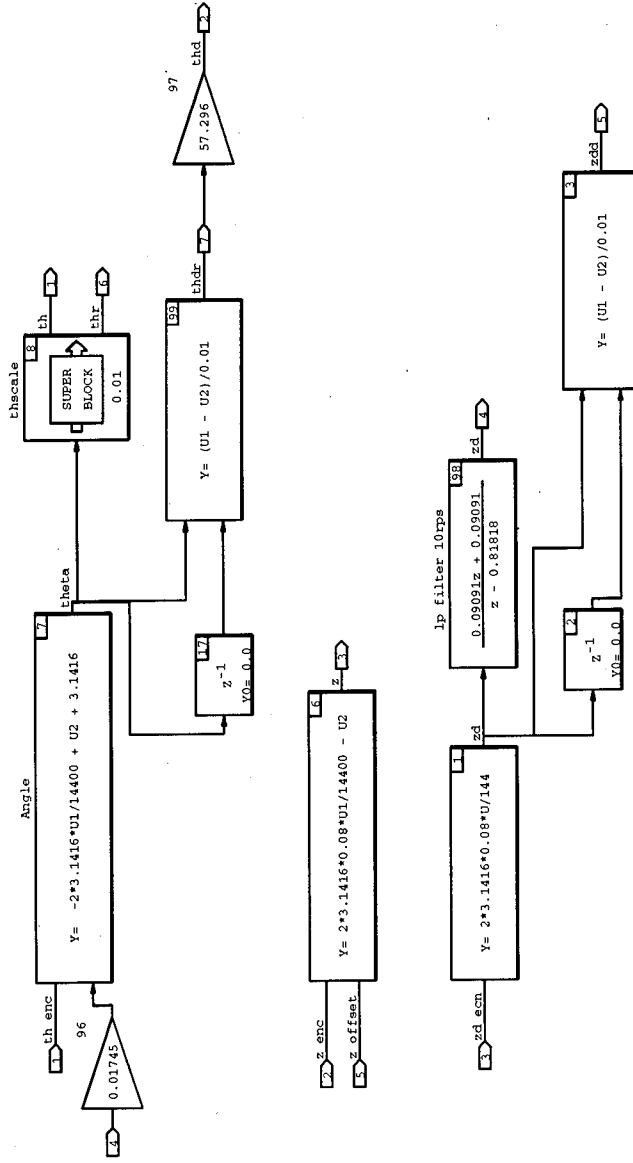 Angle
7
1
th enc
Y= -2*3.1416*U1/14400 + U2 + 3.1416
theta
4
0.01745
96
thscale
8
SUPER
BLOCK
0.01
th
1
thr
6
17
z⁻¹
Y0= 0.0
99
Y= (U1 - U2)/0.01
thdr
7
57.296
97
thd
2
2
z enc
5
z offset
6
Y= 2*3.1416*0.08*U1/14400 - U2
z
3
3
zd ecn
1
Y= 2*3.1416*0.08*U/144
zd
lp filter 10rps
98
0.09091z + 0.09091
z - 0.81818
zd
4
2
z⁻¹
Y0= 0.0
3
Y= (U1 - U2)/0.01
zdd
5